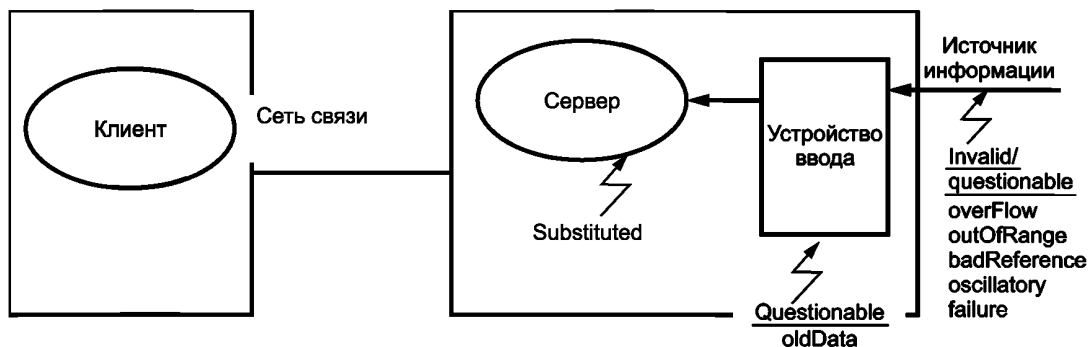 Клиент
Сеть связи
Сервер
Substituted
Устройство
ввода
Questionable
oldData
Источник
информации
Invalid/
questionable
overFlow
outOfRange
badReference
oscillatory
failure